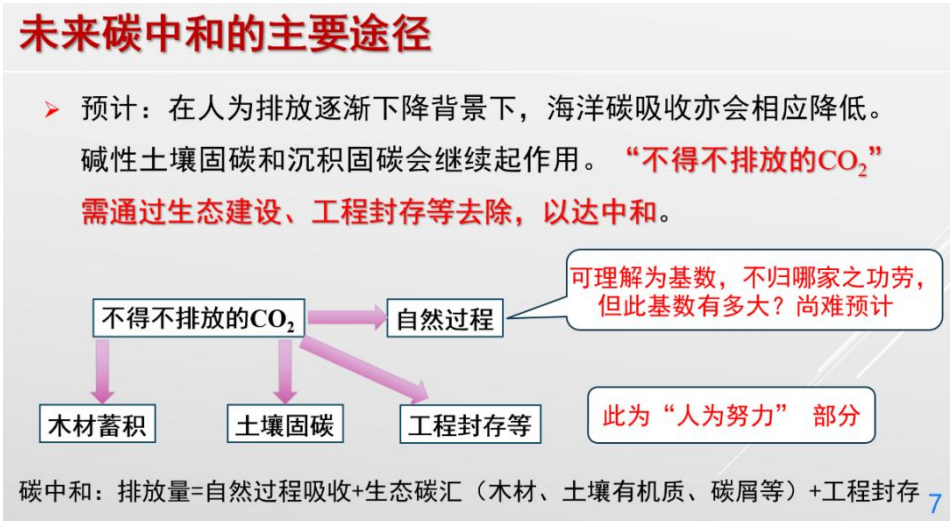 未来碳中和的主要途径
➢ 预计：在人为排放逐渐下降背景下，海洋碳吸收亦会相应降低。
碱性土壤固碳和沉积固碳会继续起作用。“不得不排放的CO₂”
需通过生态建设、工程封存等去除，以达中和。
可理解为基数，不归哪家之功劳，
但此基数有多大？尚难预计
不得不排放的CO₂
自然过程
木材蓄积
土壤固碳
工程封存等
此为“人为努力” 部分
碳中和：排放量=自然过程吸收+生态碳汇（木材、土壤有机质、碳屑等）+工程封存
7